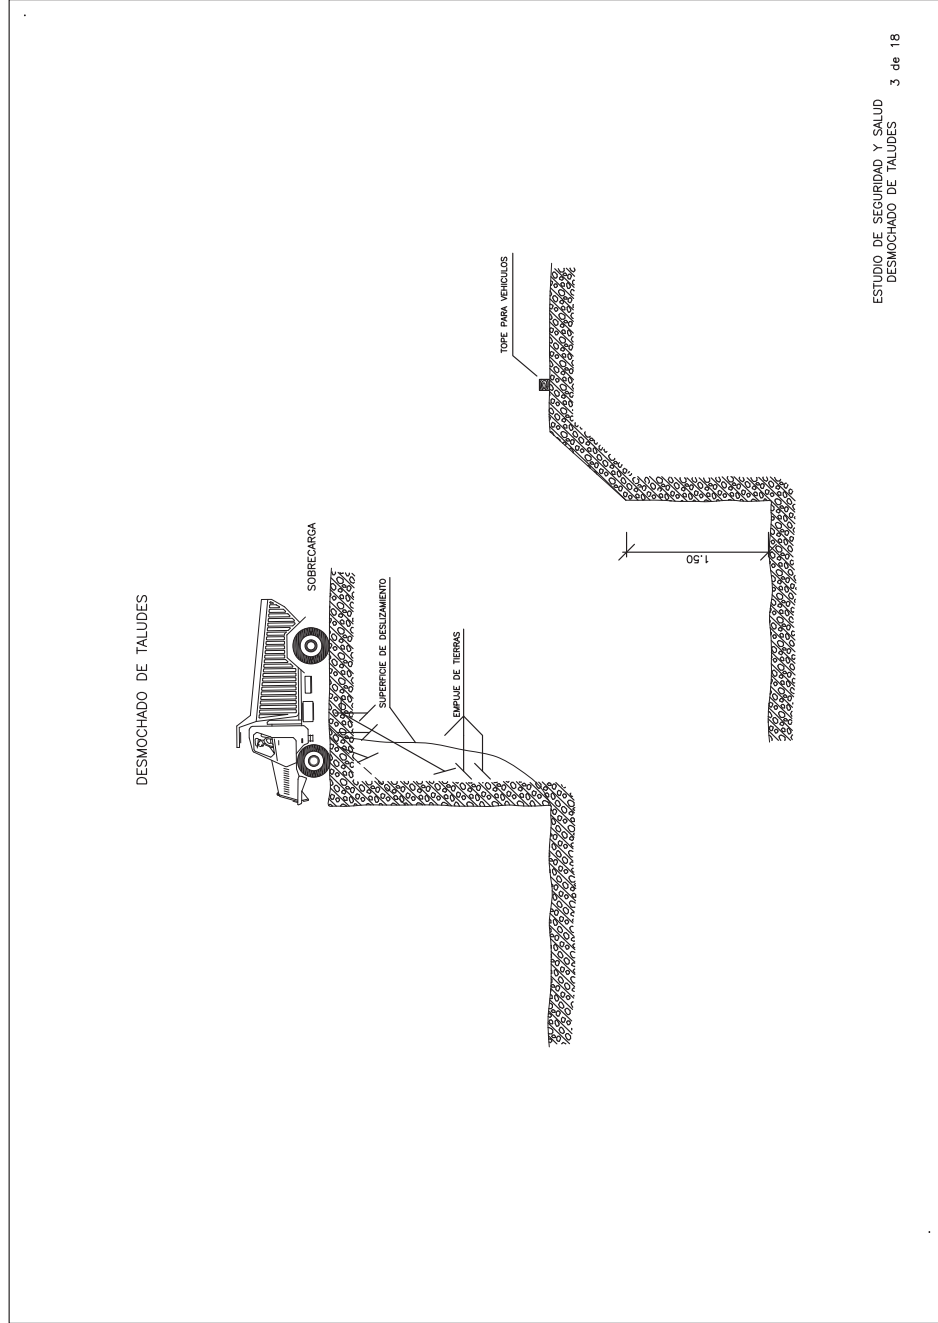 DESMOCHADO DE TALUDES
SOBRECARGA
SUPERFICIE DE DESLIZAMIENTO
EMPUJE DE TIERRAS
TOPE PARA VEHICULOS
1.50
ESTUDIO DE SEGURIDAD Y SALUD
DESMOCHADO DE TALUDES
3 de 18